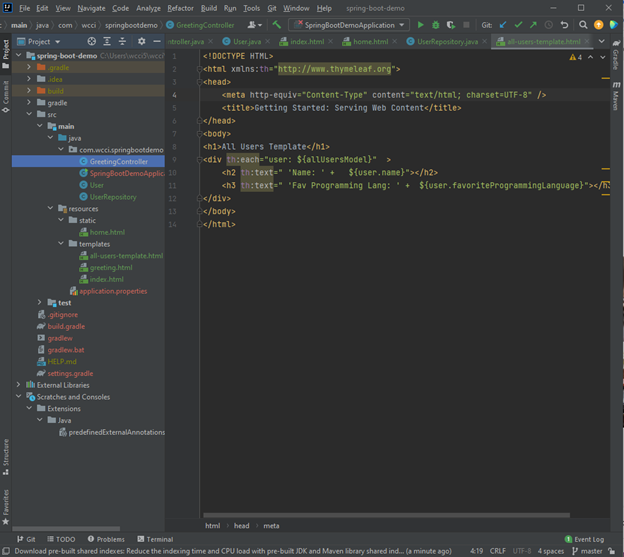 File Edit View Navigate Code Analyze Refactor Build Run Tools Git Window Help spring-boot-demo
main java com wcci springbootdemo GreetingController SpringBootDemoApplication Git:
Project
ntroller.java User.java index.html home.html UserRepository.java all-users-template.html
spring-boot-demo C:\Users\wcci5\wcc
.gradle
.idea
build
gradle
src
main
java
com.wcci.springbootdemo
GreetingController
SpringBootDemoApplica
User
UserRepository
resources
static
home.html
templates
all-users-template.html
greeting.html
index.html
application.properties
test
.gitignore
build.gradle
gradlew
gradlew.bat
HELP.md
settings.gradle
External Libraries
Scratches and Consoles
Extensions
Java
predefinedExternalAnnotations
1 <!DOCTYPE HTML>
2 <html xmlns:th="http://www.thymeleaf.org">
3 <head>
4 <meta http-equiv="Content-Type" content="text/html; charset=UTF-8" />
5 <title>Getting Started: Serving Web Content</title>
6 </head>
7 <body>
8 <h1>All Users Template</h1>
9 <div th:each="user: ${allUsersModel}" >
10 <h2 th:text=" 'Name: ' + ${user.name}"></h2>
11 <h3 th:text=" 'Fav Programming Lang: ' + ${user.favoriteProgrammingLanguage}"></h3
12 </div>
13 </body>
14 </html>
4
Project
Commit
Structure
Favorites
Gradle
Maven
html head meta
Git TODO Problems Terminal Event Log
Download pre-built shared indexes: Reduce the indexing time and CPU load with pre-built JDK and Maven library shared ind... (a minute ago) 4:19 CRLF UTF-8 4 spaces master